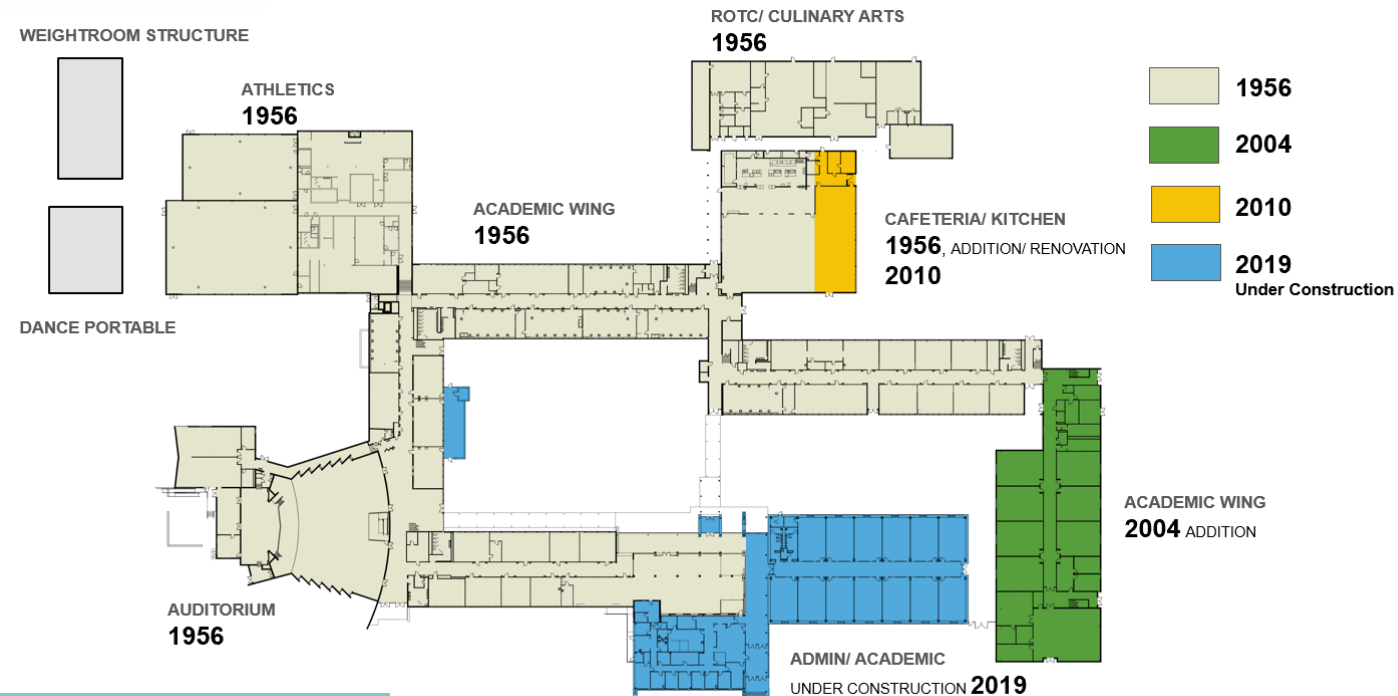 WEIGHTROOM STRUCTURE
ATHLETICS
1956
ROTC/ CULINARY ARTS
1956
ACADEMIC WING
1956
CAFETERIA/ KITCHEN
1956, ADDITION/ RENOVATION
2010
1956
2004
2010
2019
Under Construction
DANCE PORTABLE
ACADEMIC WING
2004 ADDITION
AUDITORIUM
1956
ADMIN/ ACADEMIC
UNDER CONSTRUCTION 2019